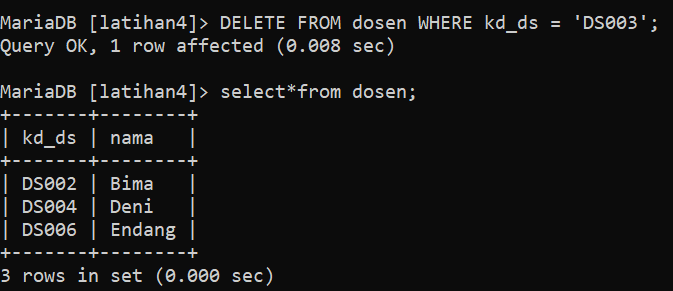 MariaDB [latihan4]> DELETE FROM dosen WHERE kd_ds = 'DS003';
Query OK, 1 row affected (0.008 sec)
MariaDB [latihan4]> select*from dosen;
+-------+--------+
| kd_ds | nama   |
+-------+--------+
| DS002 | Bima   |
| DS004 | Deni   |
| DS006 | Endang |
+-------+--------+
3 rows in set (0.000 sec)